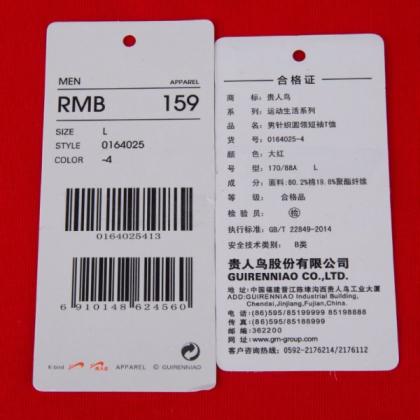 MEN APPAREL
RMB 159
SIZE L
STYLE 0164025
COLOR -4
0164025413
6 910148 624560
K-bird 贵人鸟 APPAREL © GUIRENNIAO
合格证
商 标: 贵人鸟
系 列: 运动生活系列
品 名: 男针织圆领短袖T恤
货 号: 0164025-4
颜 色: 大红
号 型: 170/88A L
成 分: 面料:80.2%棉19.8%聚酯纤维
等 级: 合格品
检 验 员: 检
执行标准: GB/T 22849-2014
安全技术类别: B类
贵人鸟股份有限公司
GUIRENNIAO CO.,LTD.
地 址: 中国福建晋江陈埭沟西贵人鸟工业大厦
ADD:GUIRENNIAO Industrial Building,
Chendai,Jinjiang,Fujian,China.
电 话: (86)595/85199999 85198888
传 真: (86)595/85188999
邮 编: 362200
网 址: www.grn-group.com
客户咨询热线: 0592-2176214/2176112